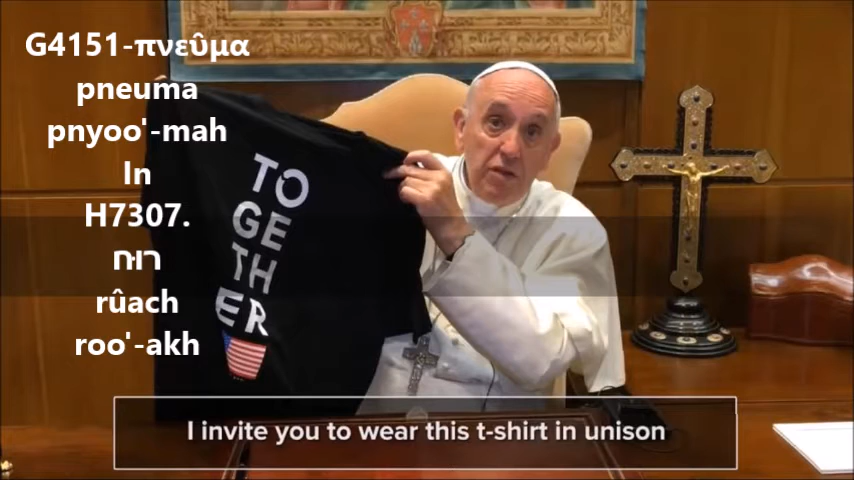 G4151-πνεῦμα
pneuma
pnyoo'-mah
In
H7307.
רוּח
rûach
roo'-akh
TO
GE
TH
ER
I invite you to wear this t-shirt in unison